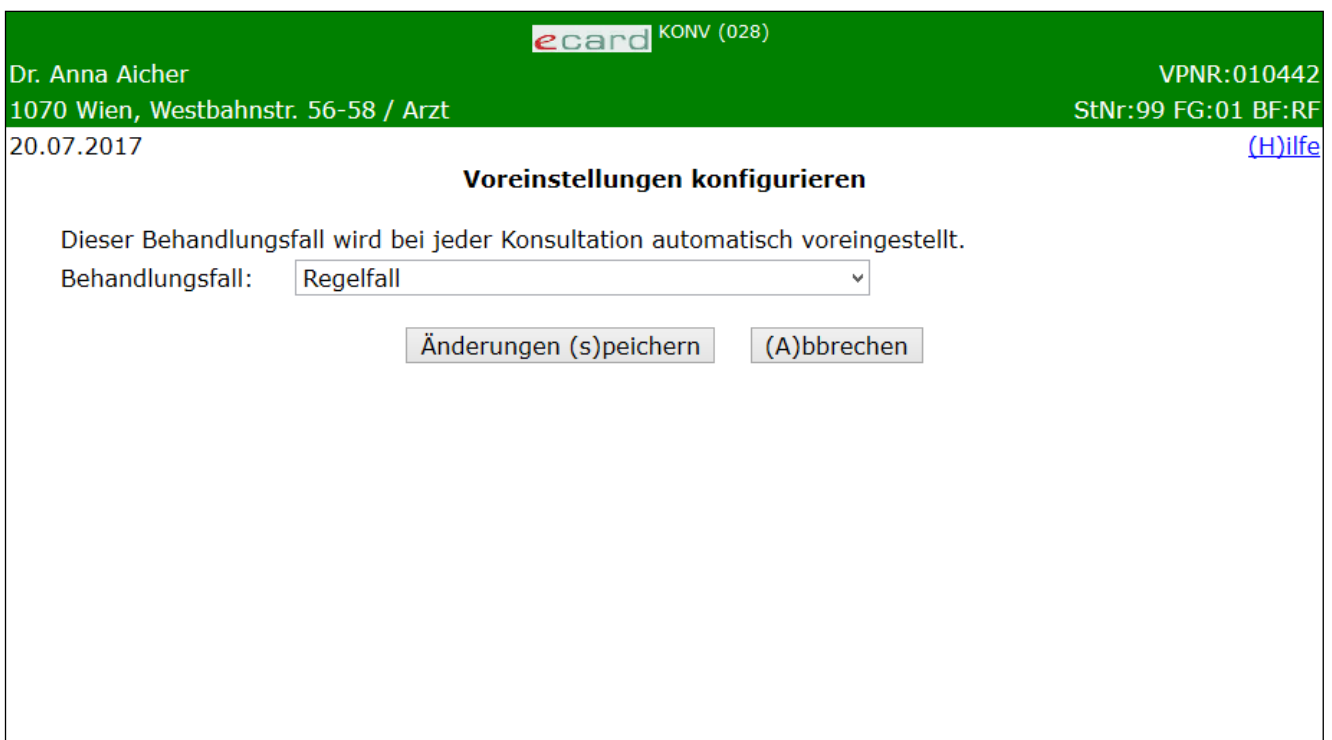 ecard KONV (028)
Dr. Anna Aicher VPNR:010442
1070 Wien, Westbahnstr. 56-58 / Arzt StNr:99 FG:01 BF:RF
20.07.2017 (H)ilfe
Voreinstellungen konfigurieren
Dieser Behandlungsfall wird bei jeder Konsultation automatisch voreingestellt.
Behandlungsfall: Regelfall
Änderungen (s)peichern (A)bbrechen